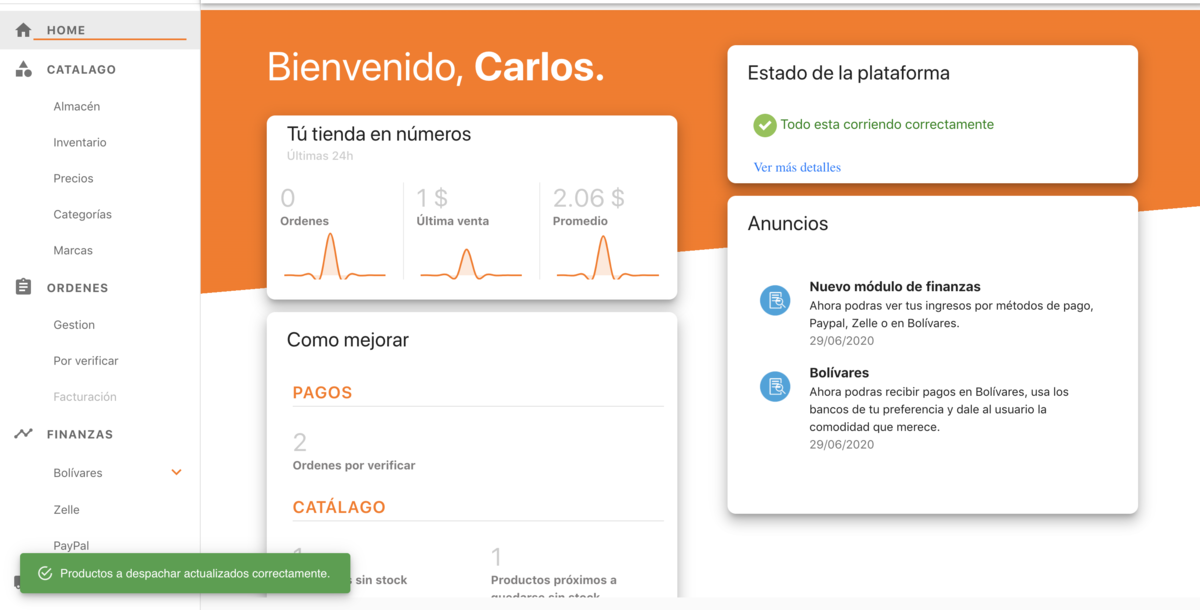 HOME
CATALAGO
Almacén
Inventario
Precios
Categorías
Marcas
ORDENES
Gestion
Por verificar
Facturación
FINANZAS
Bolívares
Zelle
PayPal
Productos a despachar actualizados correctamente.
Bienvenido, Carlos.
Tú tienda en números
Últimas 24h
0
Ordenes
1 $
Última venta
2.06 $
Promedio
Como mejorar
PAGOS
2
Ordenes por verificar
CATÁLAGO
1
sin stock
1
Productos próximos a
quedarse sin stock
Estado de la plataforma
Todo esta corriendo correctamente
Ver más detalles
Anuncios
Nuevo módulo de finanzas
Ahora podras ver tus ingresos por métodos de pago,
Paypal, Zelle o en Bolívares.
29/06/2020
Bolívares
Ahora podras recibir pagos en Bolívares, usa los
bancos de tu preferencia y dale al usuario la
comodidad que merece.
29/06/2020